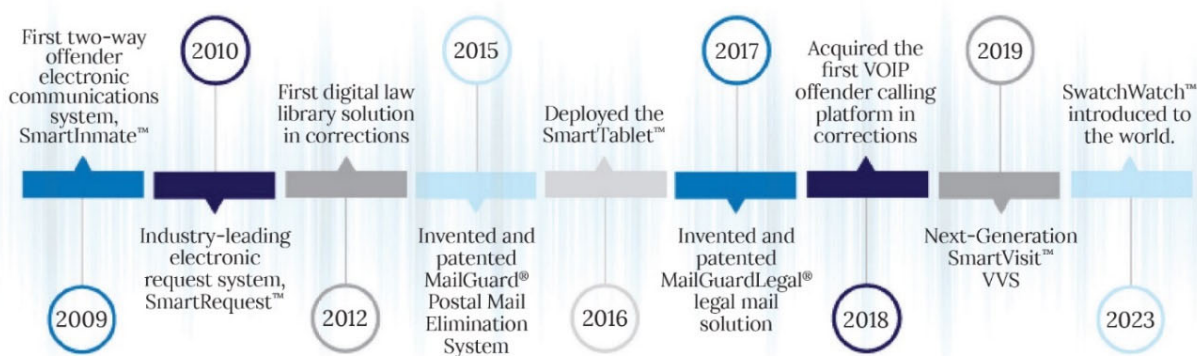 First two-way
offender
electronic
communications
system,
SmartInmate™
2009
2010
Industry-leading
electronic
request system,
SmartRequest™
First digital law
library solution
in corrections
2012
2015
Invented and
patented
MailGuard®
Postal Mail
Elimination
System
Deployed the
SmartTablet™
2016
2017
Invented and
patented
MailGuardLegal®
legal mail
solution
Acquired the
first VOIP
offender calling
platform in
corrections
2018
2019
Next-Generation
SmartVisit™
VVS
SwatchWatch™
introduced to
the world.
2023